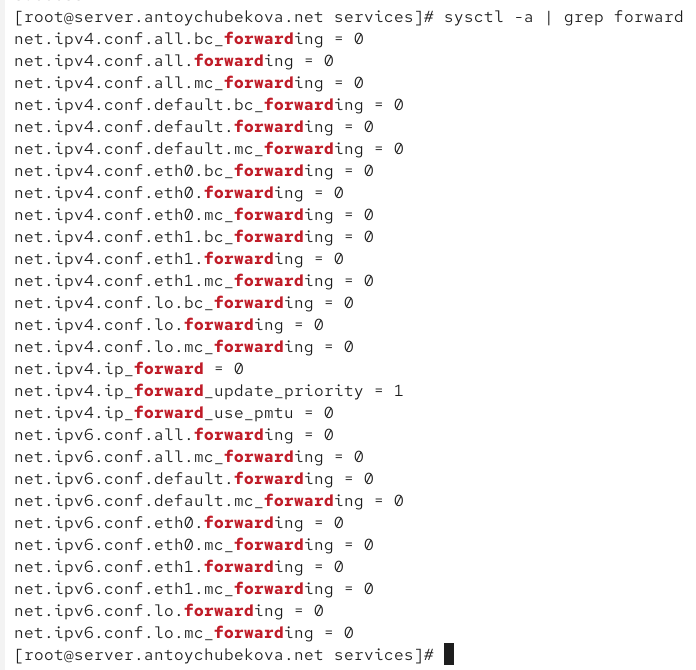 [root@server.antoychubekova.net services]# sysctl -a | grep forward
net.ipv4.conf.all.bc_forwarding = 0
net.ipv4.conf.all.forwarding = 0
net.ipv4.conf.all.mc_forwarding = 0
net.ipv4.conf.default.bc_forwarding = 0
net.ipv4.conf.default.forwarding = 0
net.ipv4.conf.default.mc_forwarding = 0
net.ipv4.conf.eth0.bc_forwarding = 0
net.ipv4.conf.eth0.forwarding = 0
net.ipv4.conf.eth0.mc_forwarding = 0
net.ipv4.conf.eth1.bc_forwarding = 0
net.ipv4.conf.eth1.forwarding = 0
net.ipv4.conf.eth1.mc_forwarding = 0
net.ipv4.conf.lo.bc_forwarding = 0
net.ipv4.conf.lo.forwarding = 0
net.ipv4.conf.lo.mc_forwarding = 0
net.ipv4.ip_forward = 0
net.ipv4.ip_forward_update_priority = 1
net.ipv4.ip_forward_use_pmtu = 0
net.ipv6.conf.all.forwarding = 0
net.ipv6.conf.all.mc_forwarding = 0
net.ipv6.conf.default.forwarding = 0
net.ipv6.conf.default.mc_forwarding = 0
net.ipv6.conf.eth0.forwarding = 0
net.ipv6.conf.eth0.mc_forwarding = 0
net.ipv6.conf.eth1.forwarding = 0
net.ipv6.conf.eth1.mc_forwarding = 0
net.ipv6.conf.lo.forwarding = 0
net.ipv6.conf.lo.mc_forwarding = 0
[root@server.antoychubekova.net services]#